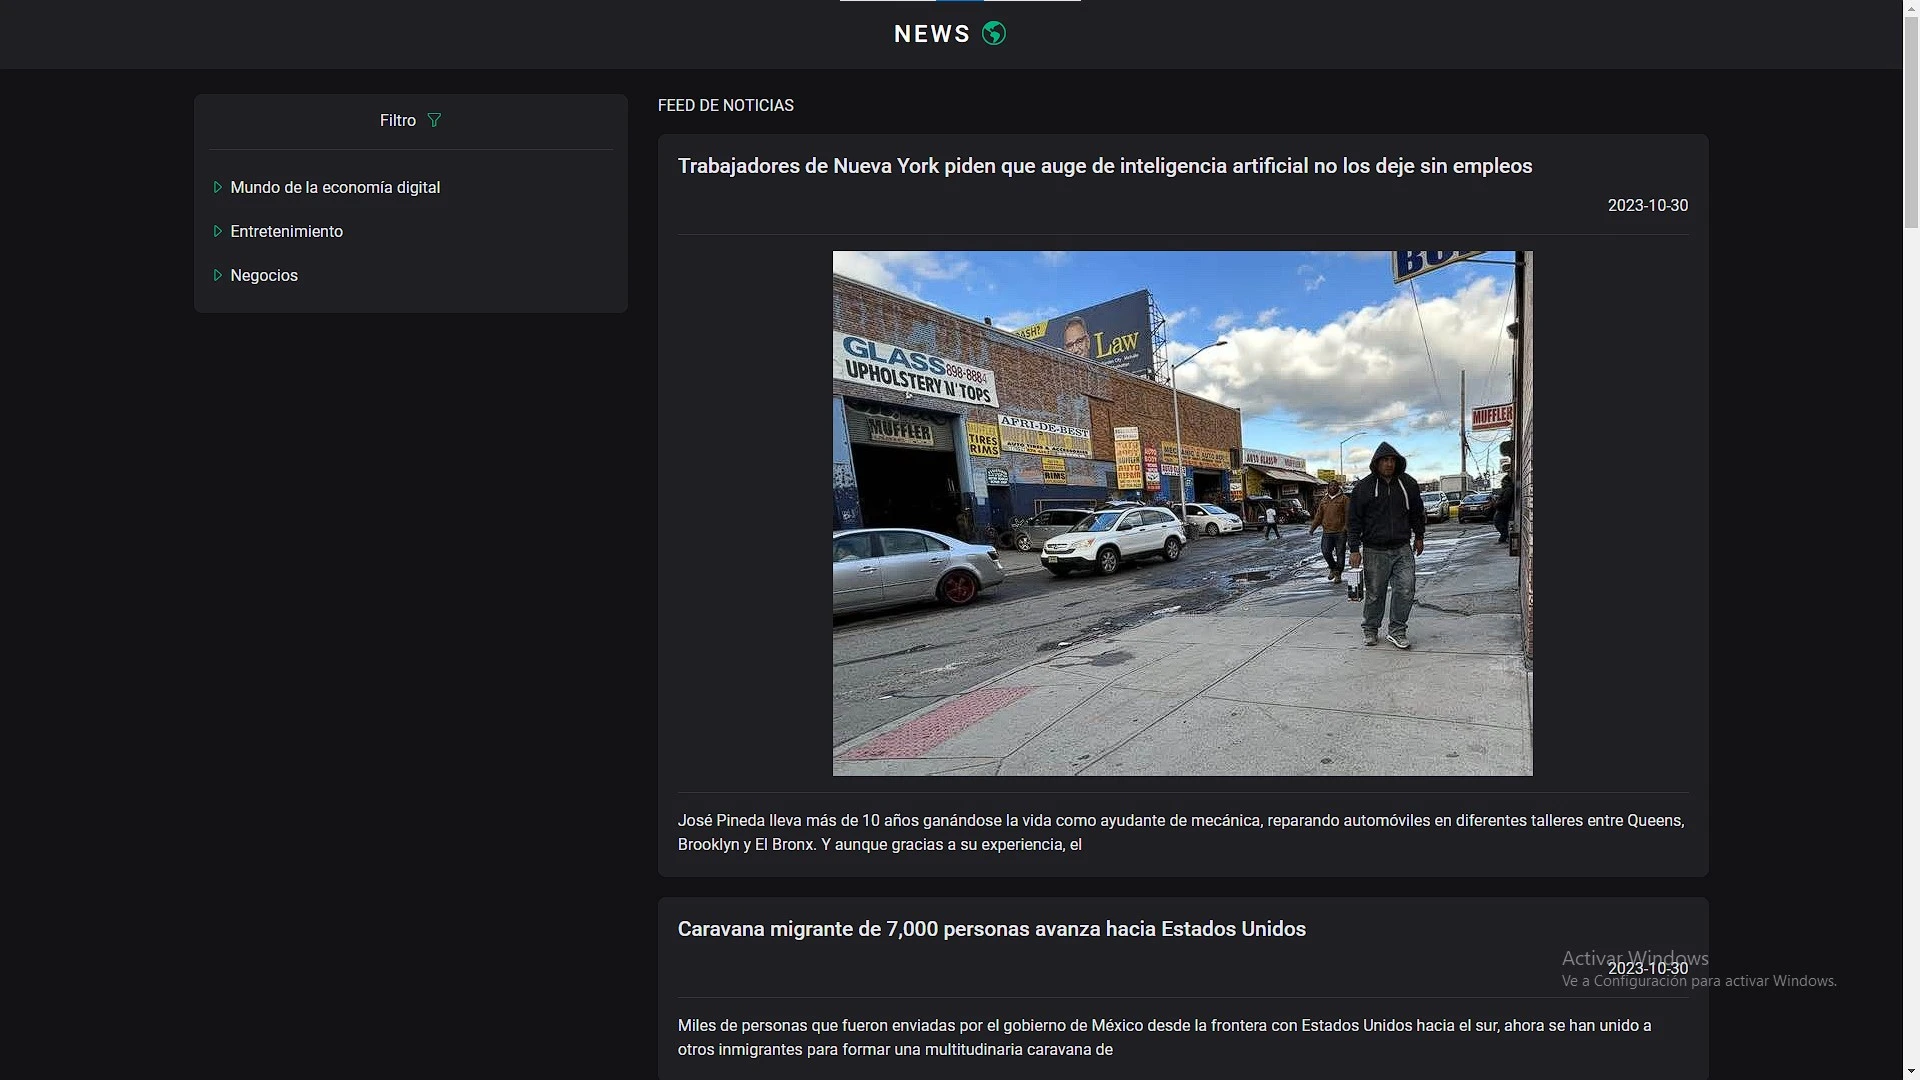 NEWS
Filtro
Mundo de la economía digital
Entretenimiento
Negocios
FEED DE NOTICIAS
Trabajadores de Nueva York piden que auge de inteligencia artificial no los deje sin empleos
2023-10-30
Law
GLASS 898-8884
UPHOLSTERY N' TOPS
MUFFLER
TIRES
RIMS
AFRI-DE-BEST
RIMS
MUFFLER
José Pineda lleva más de 10 años ganándose la vida como ayudante de mecánica, reparando automóviles en diferentes talleres entre Queens,
Brooklyn y El Bronx. Y aunque gracias a su experiencia, el
Caravana migrante de 7,000 personas avanza hacia Estados Unidos
2023-10-30
Miles de personas que fueron enviadas por el gobierno de México desde la frontera con Estados Unidos hacia el sur, ahora se han unido a
otros inmigrantes para formar una multitudinaria caravana de
Activar Windows
Ve a Configuración para activar Windows.